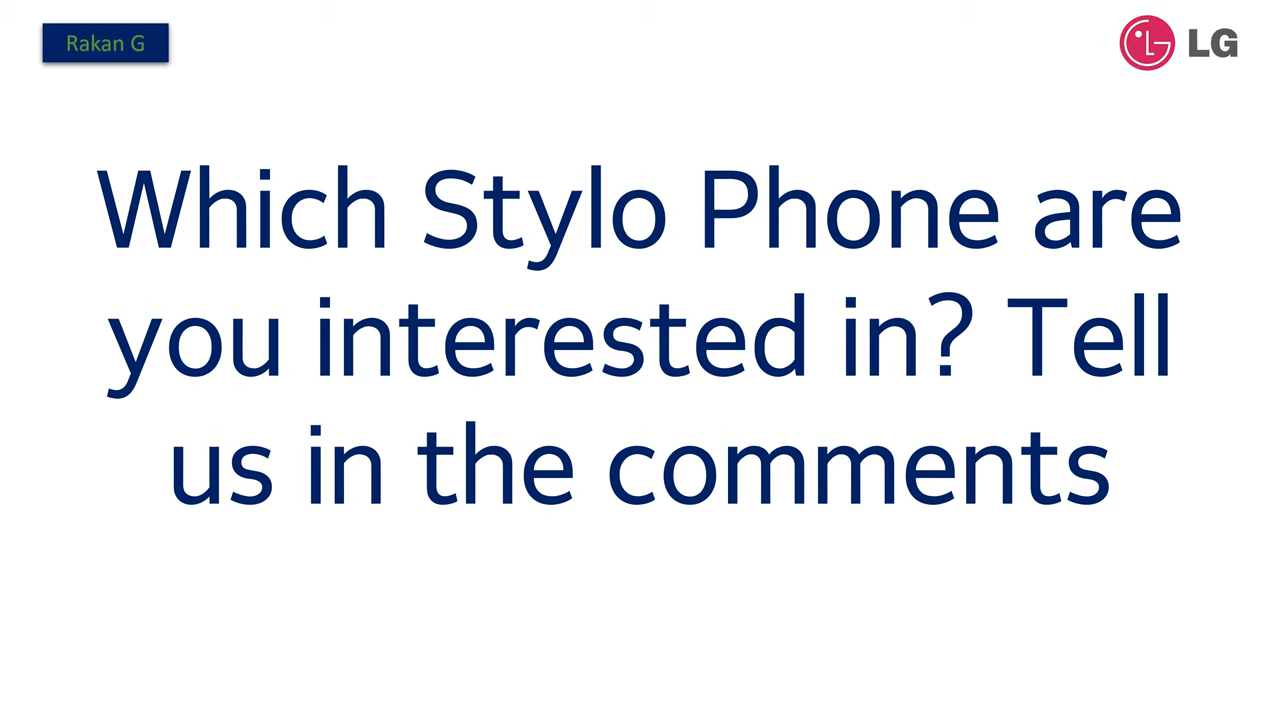 Rakan G
LG
Which Stylo Phone are
you interested in? Tell
us in the comments